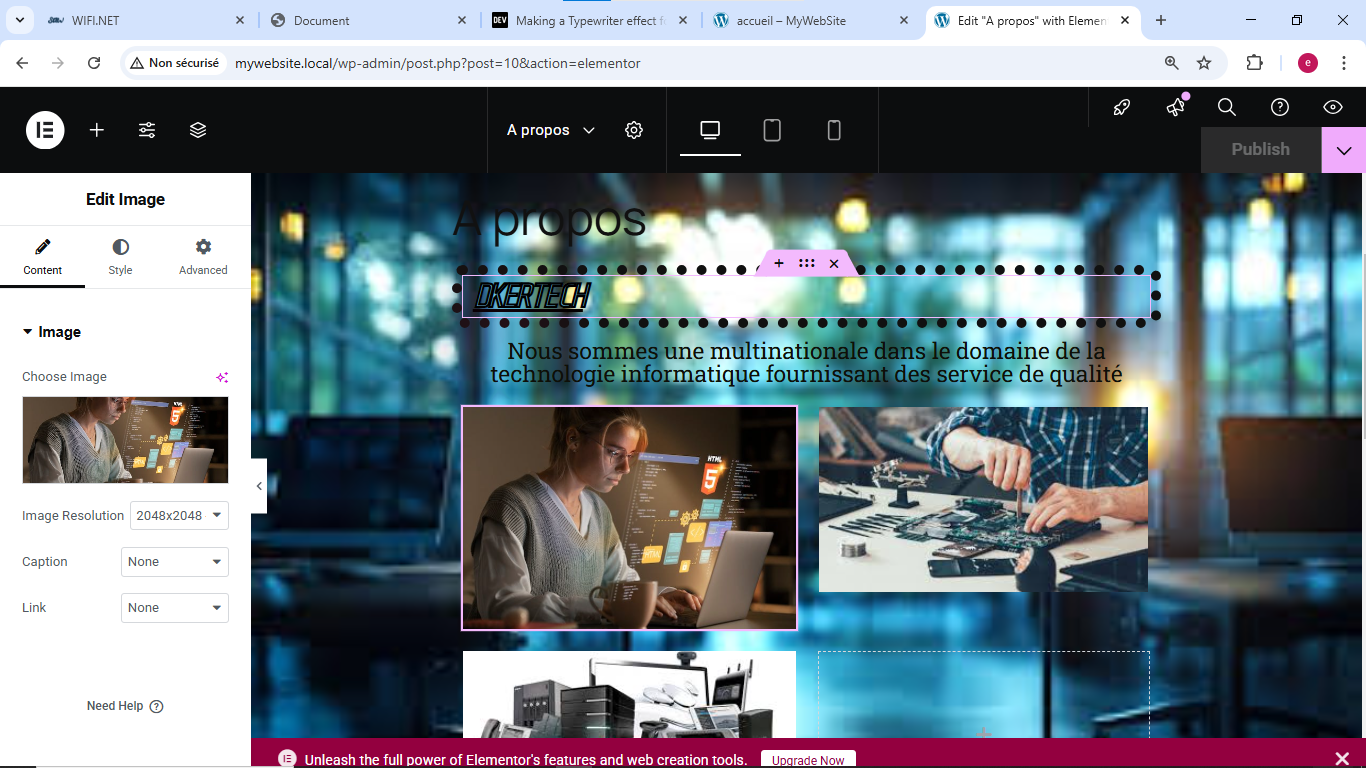 WIFI.NET
Document
DEV
Making a Typewriter effect f
accueil – MyWebSite
Edit "A propos" with Elemen
Non sécurisé
mywebsite.local/wp-admin/post.php?post=10&action=elementor
e
A propos
Publish
Edit Image
Content
Style
Advanced
Image
Choose Image
Image Resolution
2048x2048
Caption
None
Link
None
Need Help
A propos
DKERTECH
Nous sommes une multinationale dans le domaine de la
technologie informatique fournissant des service de qualité
HTML
5
Unleash the full power of Elementor's features and web creation tools.
Upgrade Now